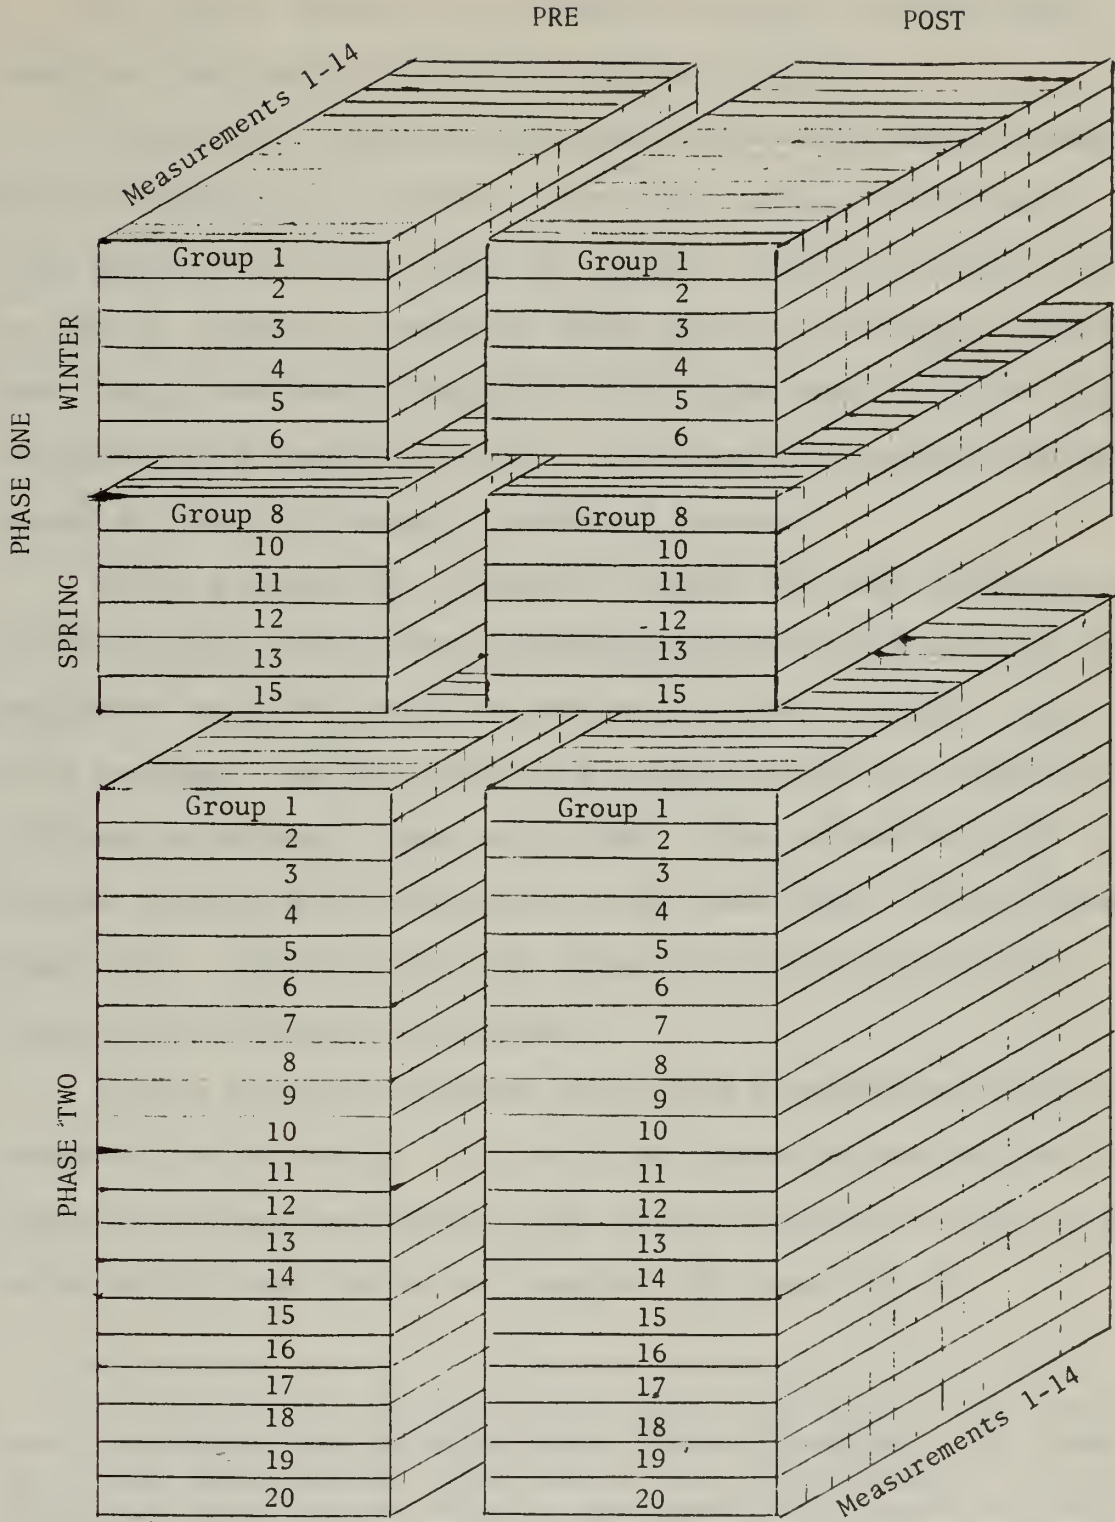 PRE POST
Measurements 1-14
PHASE ONE
WINTER
Group 1 Group 1
2 2
3 3
4 4
5 5
6 6
SPRING
Group 8 Group 8
10 10
11 11
12 12
13 13
15 15
PHASE TWO
Group 1 Group 1
2 2
3 3
4 4
5 5
6 6
7 7
8 8
9 9
10 10
11 11
12 12
13 13
14 14
15 15
16 16
17 17
18 18
19 19
20 20
Measurements 1-14